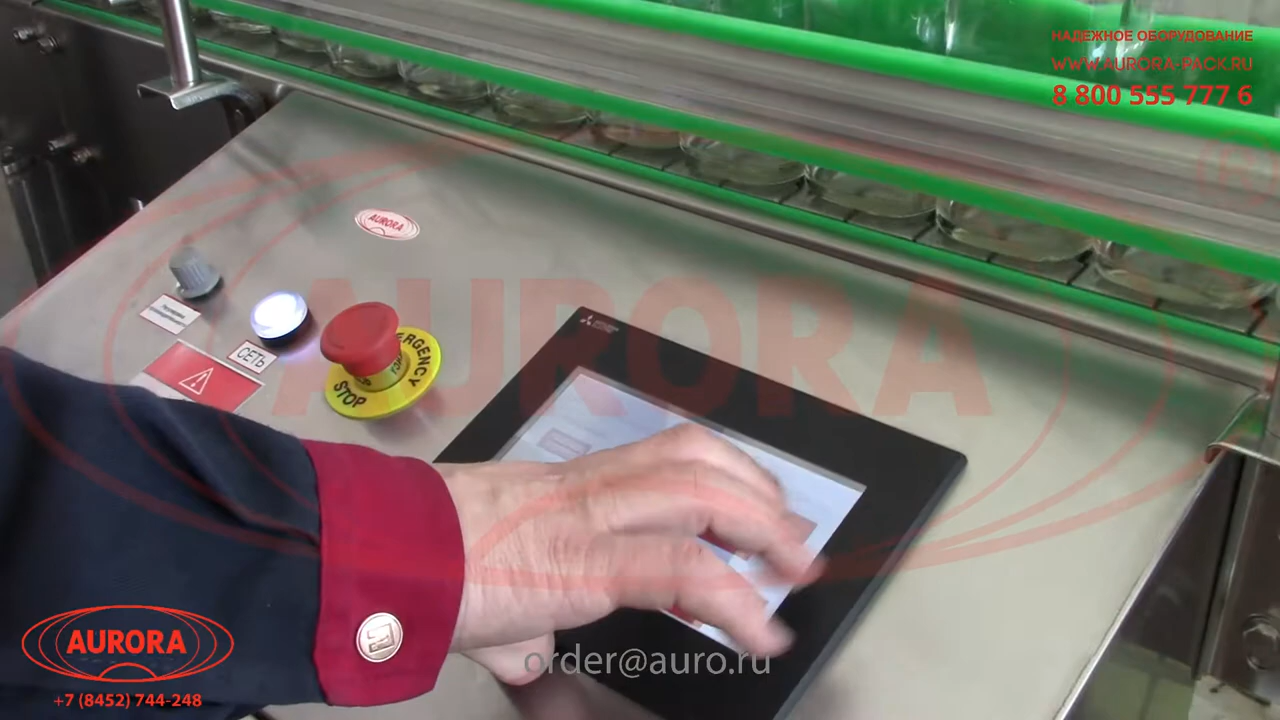 НАДЕЖНОЕ ОБОРУДОВАНИЕ
WWW.AURORA-PACK.RU
8 800 555 777 6
(R)
AURORA
AURORA
СЕТЬ
EMERGENCY
STOP
AURORA
+7 (8452) 744-248
order@auro.ru